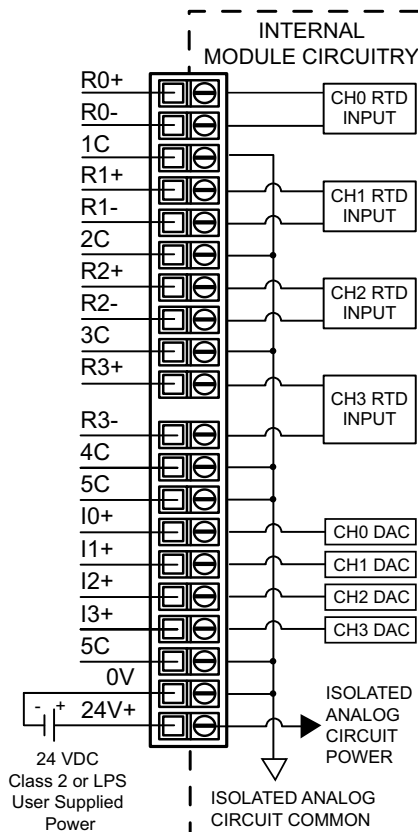 INTERNAL
MODULE CIRCUITRY
R0+
R0-
1C
R1+
R1-
2C
R2+
R2-
3C
R3+
R3-
4C
5C
I0+
I1+
I2+
I3+
5C
0V
24V+
- +
24 VDC
Class 2 or LPS
User Supplied
Power
CH0 RTD
INPUT
CH1 RTD
INPUT
CH2 RTD
INPUT
CH3 RTD
INPUT
CH0 DAC
CH1 DAC
CH2 DAC
CH3 DAC
ISOLATED
ANALOG
CIRCUIT
POWER
ISOLATED ANALOG
CIRCUIT COMMON